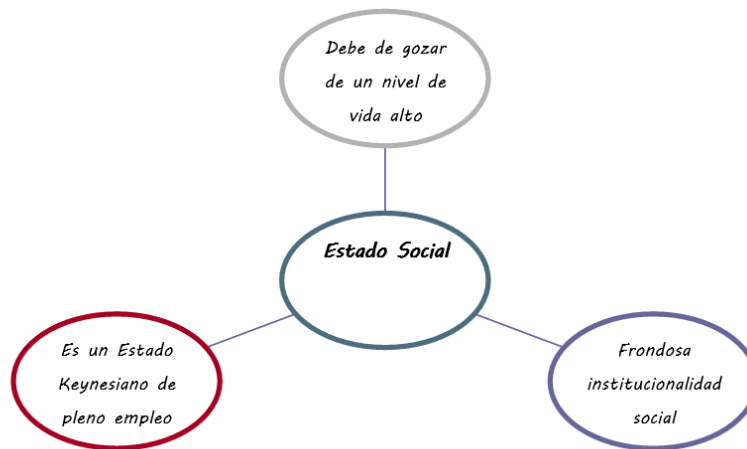 Debe de gozar
de un nivel de
vida alto
Estado Social
Es un Estado
Keynesiano de
pleno empleo
Frondosa
institucionalidad
social